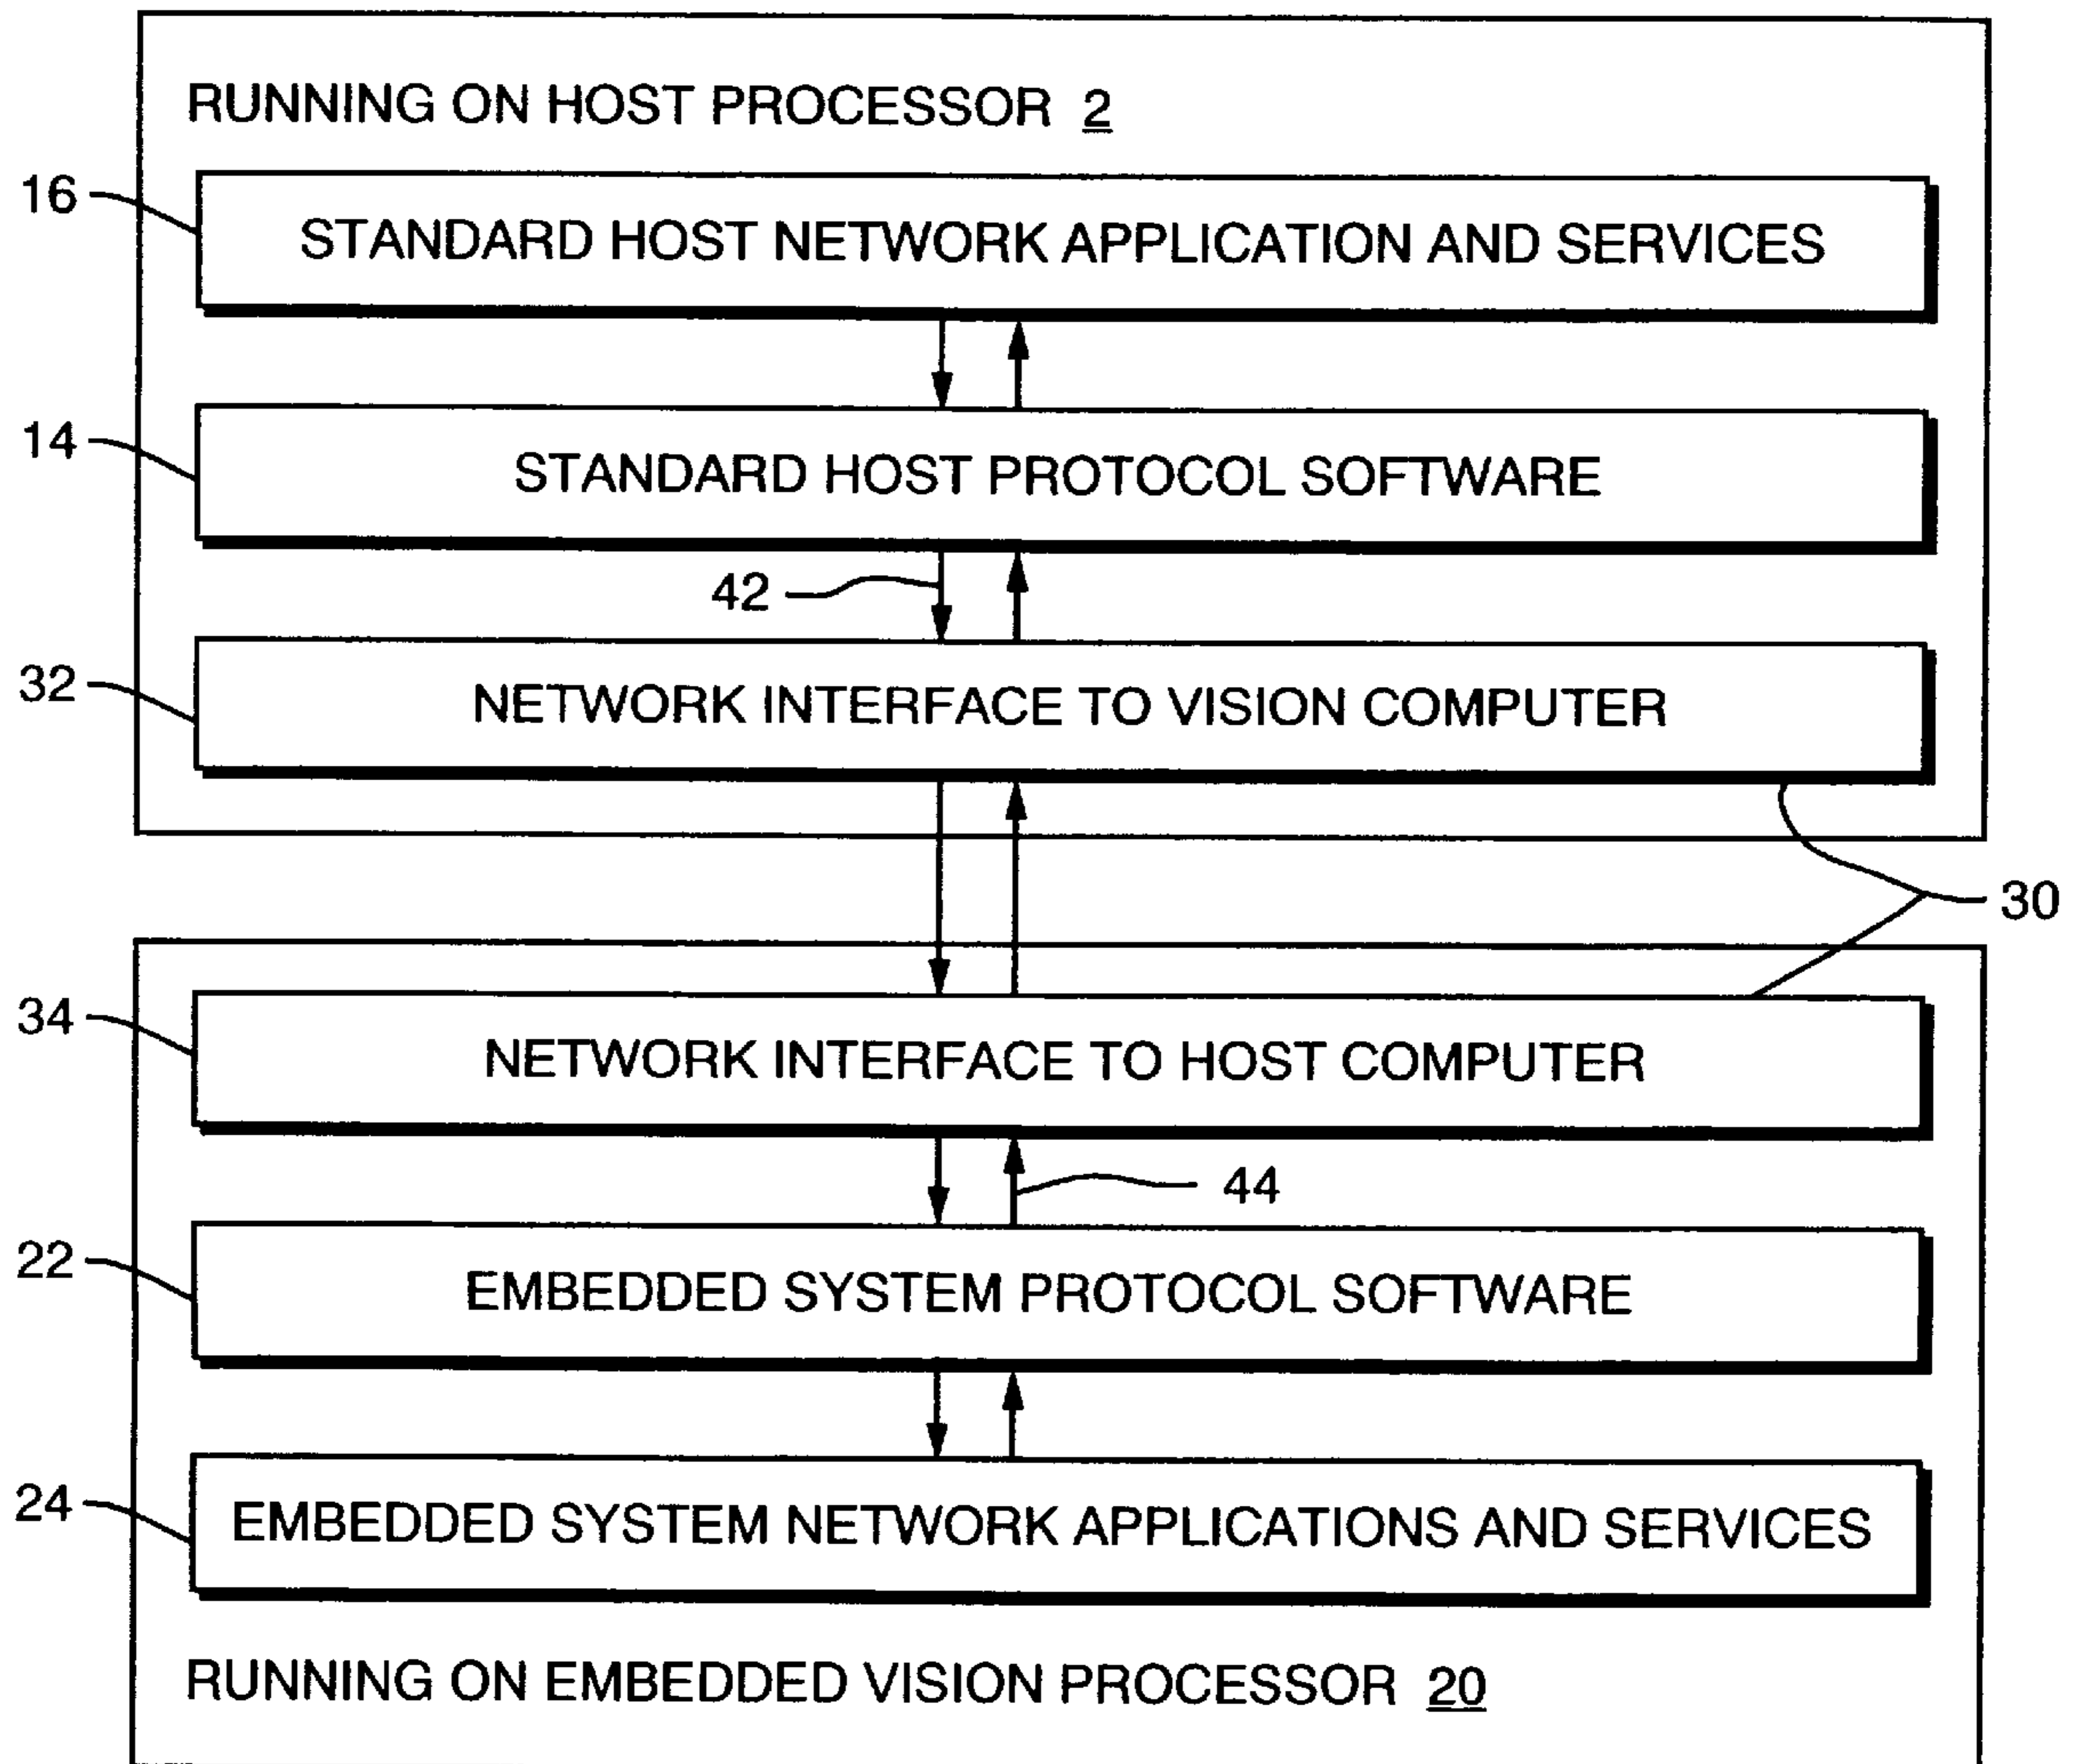 RUNNING ON HOST PROCESSOR 2
16
STANDARD HOST NETWORK APPLICATION AND SERVICES
14
STANDARD HOST PROTOCOL SOFTWARE
42
32
NETWORK INTERFACE TO VISION COMPUTER
30
34
NETWORK INTERFACE TO HOST COMPUTER
44
22
EMBEDDED SYSTEM PROTOCOL SOFTWARE
24
EMBEDDED SYSTEM NETWORK APPLICATIONS AND SERVICES
RUNNING ON EMBEDDED VISION PROCESSOR 20